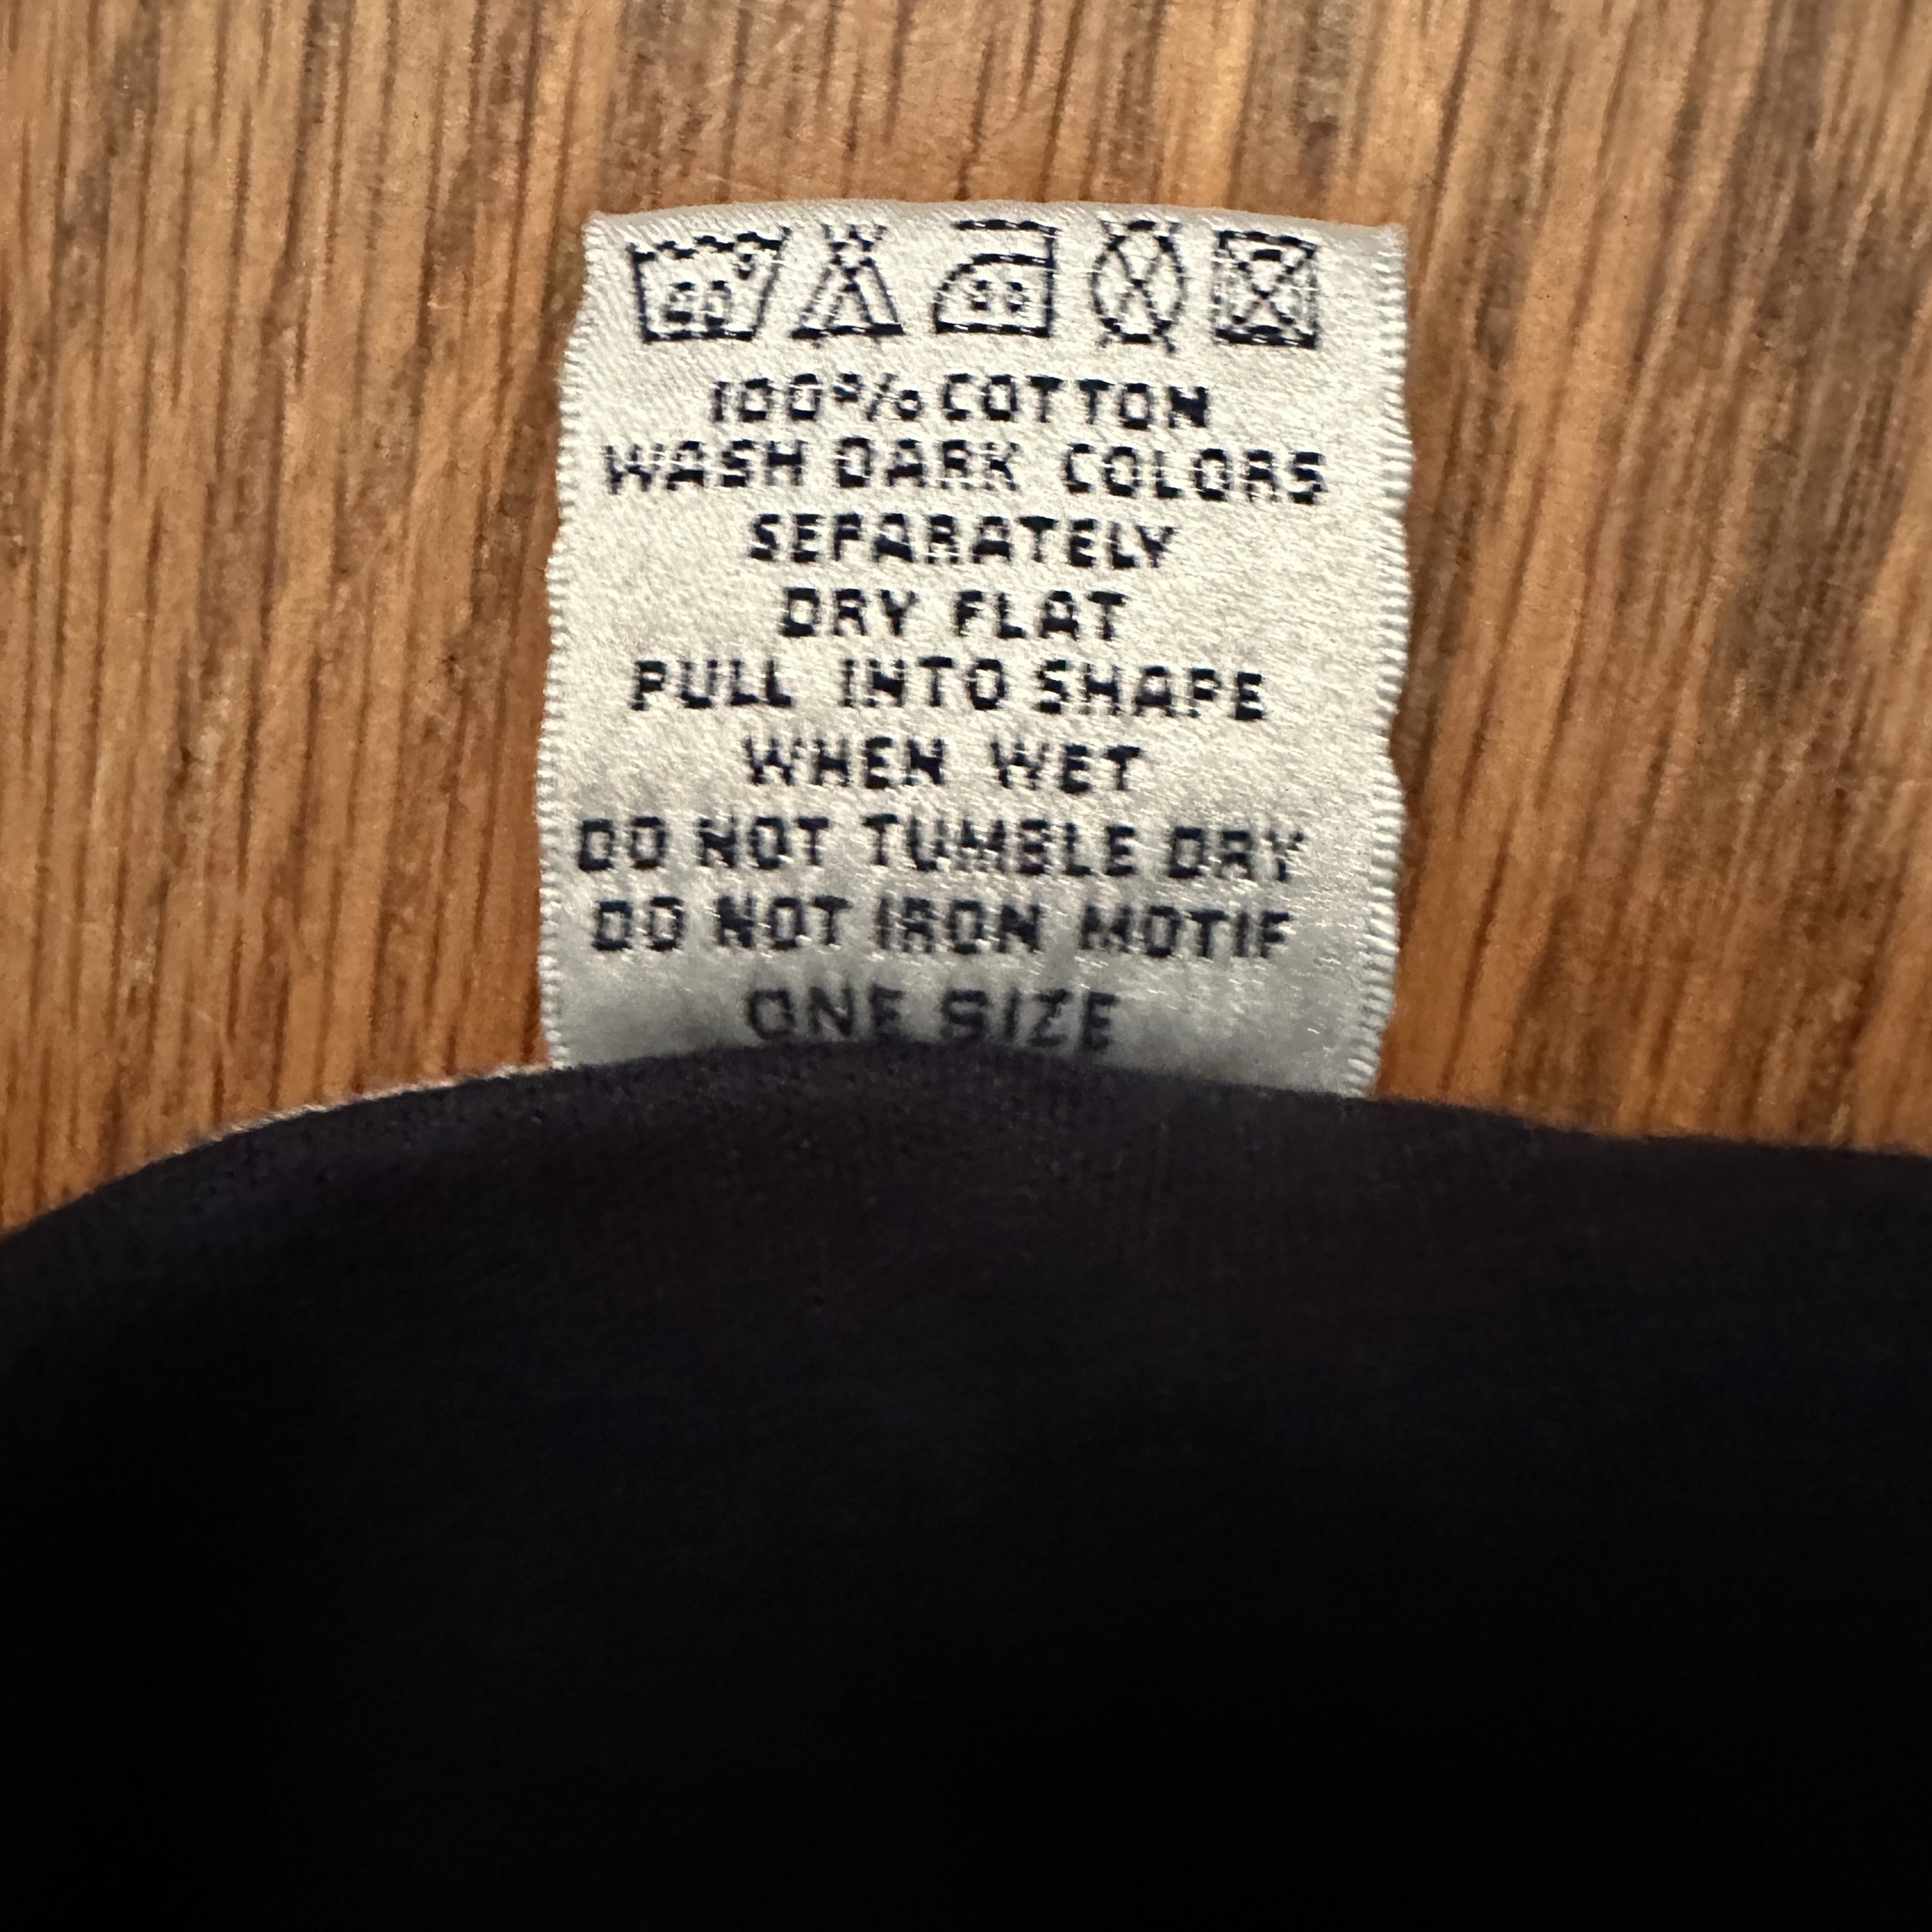 100% COTTON
WASH DARK COLORS
SEPARATELY
DRY FLAT
PULL INTO SHAPE
WHEN WET
DO NOT TUMBLE DRY
DO NOT IRON MOTIF
ONE SIZE